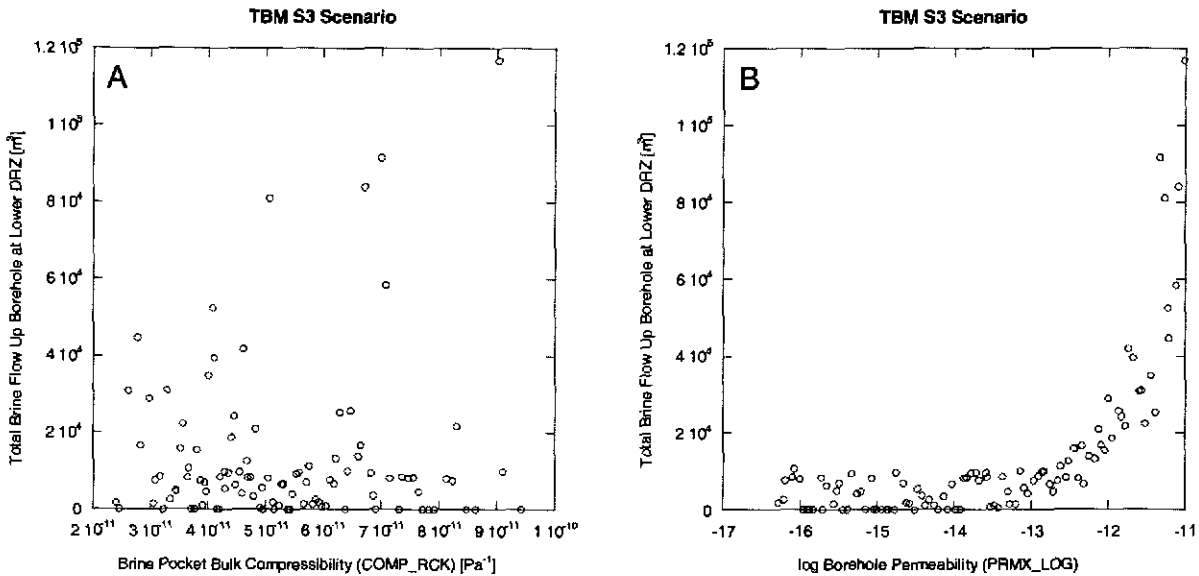 TBM S3 Scenario
A
Total Brine Flow Up Borehole at Lower DRZ [m³]
1.2 10⁵
1 10⁵
8 10⁴
6 10⁴
4 10⁴
2 10⁴
0
2 10⁻¹¹ 3 10⁻¹¹ 4 10⁻¹¹ 5 10⁻¹¹ 6 10⁻¹¹ 7 10⁻¹¹ 8 10⁻¹¹ 9 10⁻¹¹ 1 10⁻¹⁰
Brine Pocket Bulk Compressibility (COMP_RCK) [Pa⁻¹]
TBM S3 Scenario
B
Total Brine Flow Up Borehole at Lower DRZ [m³]
1.2 10⁵
1 10⁵
8 10⁴
6 10⁴
4 10⁴
2 10⁴
0
-17 -16 -15 -14 -13 -12 -11
log Borehole Permeability (PRMX_LOG)